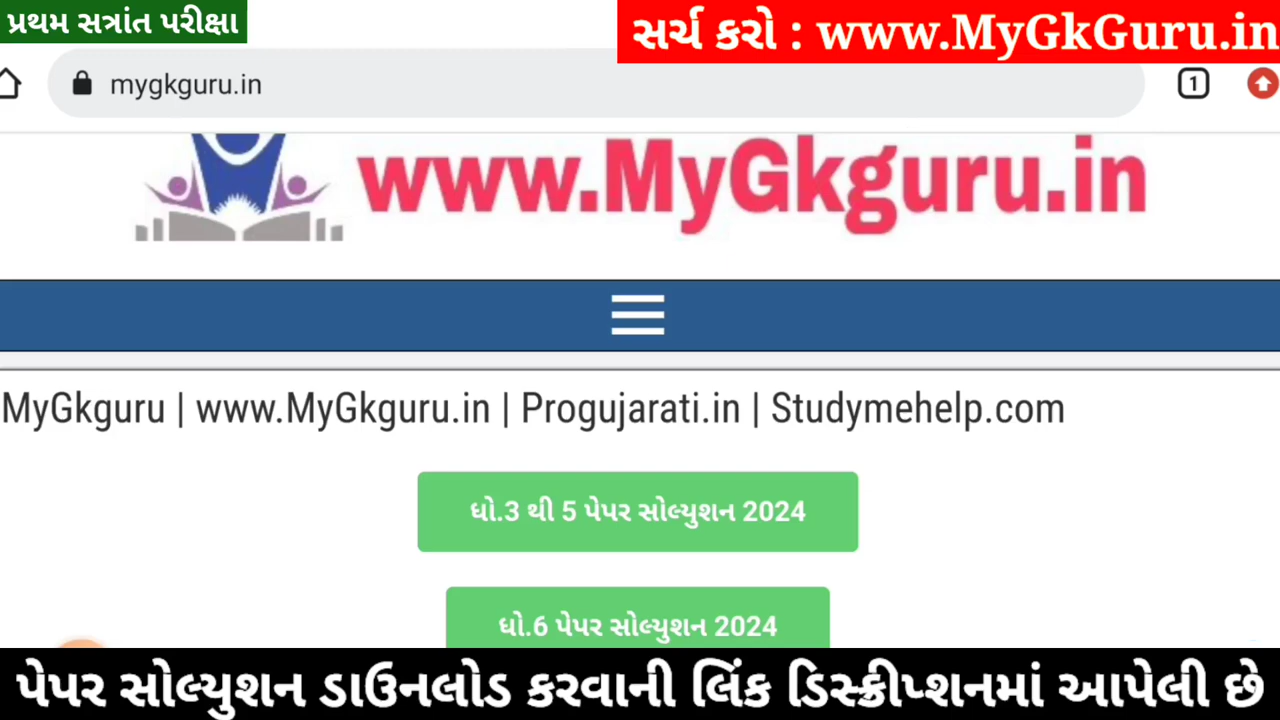 પ્રથમ સત્રાંત પરીક્ષા
સર્ચ કરો : www.MyGkGuru.in
mygkguru.in
1
www.MyGkguru.in
MyGkguru | www.MyGkguru.in | Progujarati.in | Studymehelp.com
ધો.3 થી 5 પેપર સોલ્યુશન 2024
ધો.6 પેપર સોલ્યુશન 2024
પેપર સોલ્યુશન ડાઉનલોડ કરવાની લિંક ડિસ્ક્રીપ્શનમાં આપેલી છે